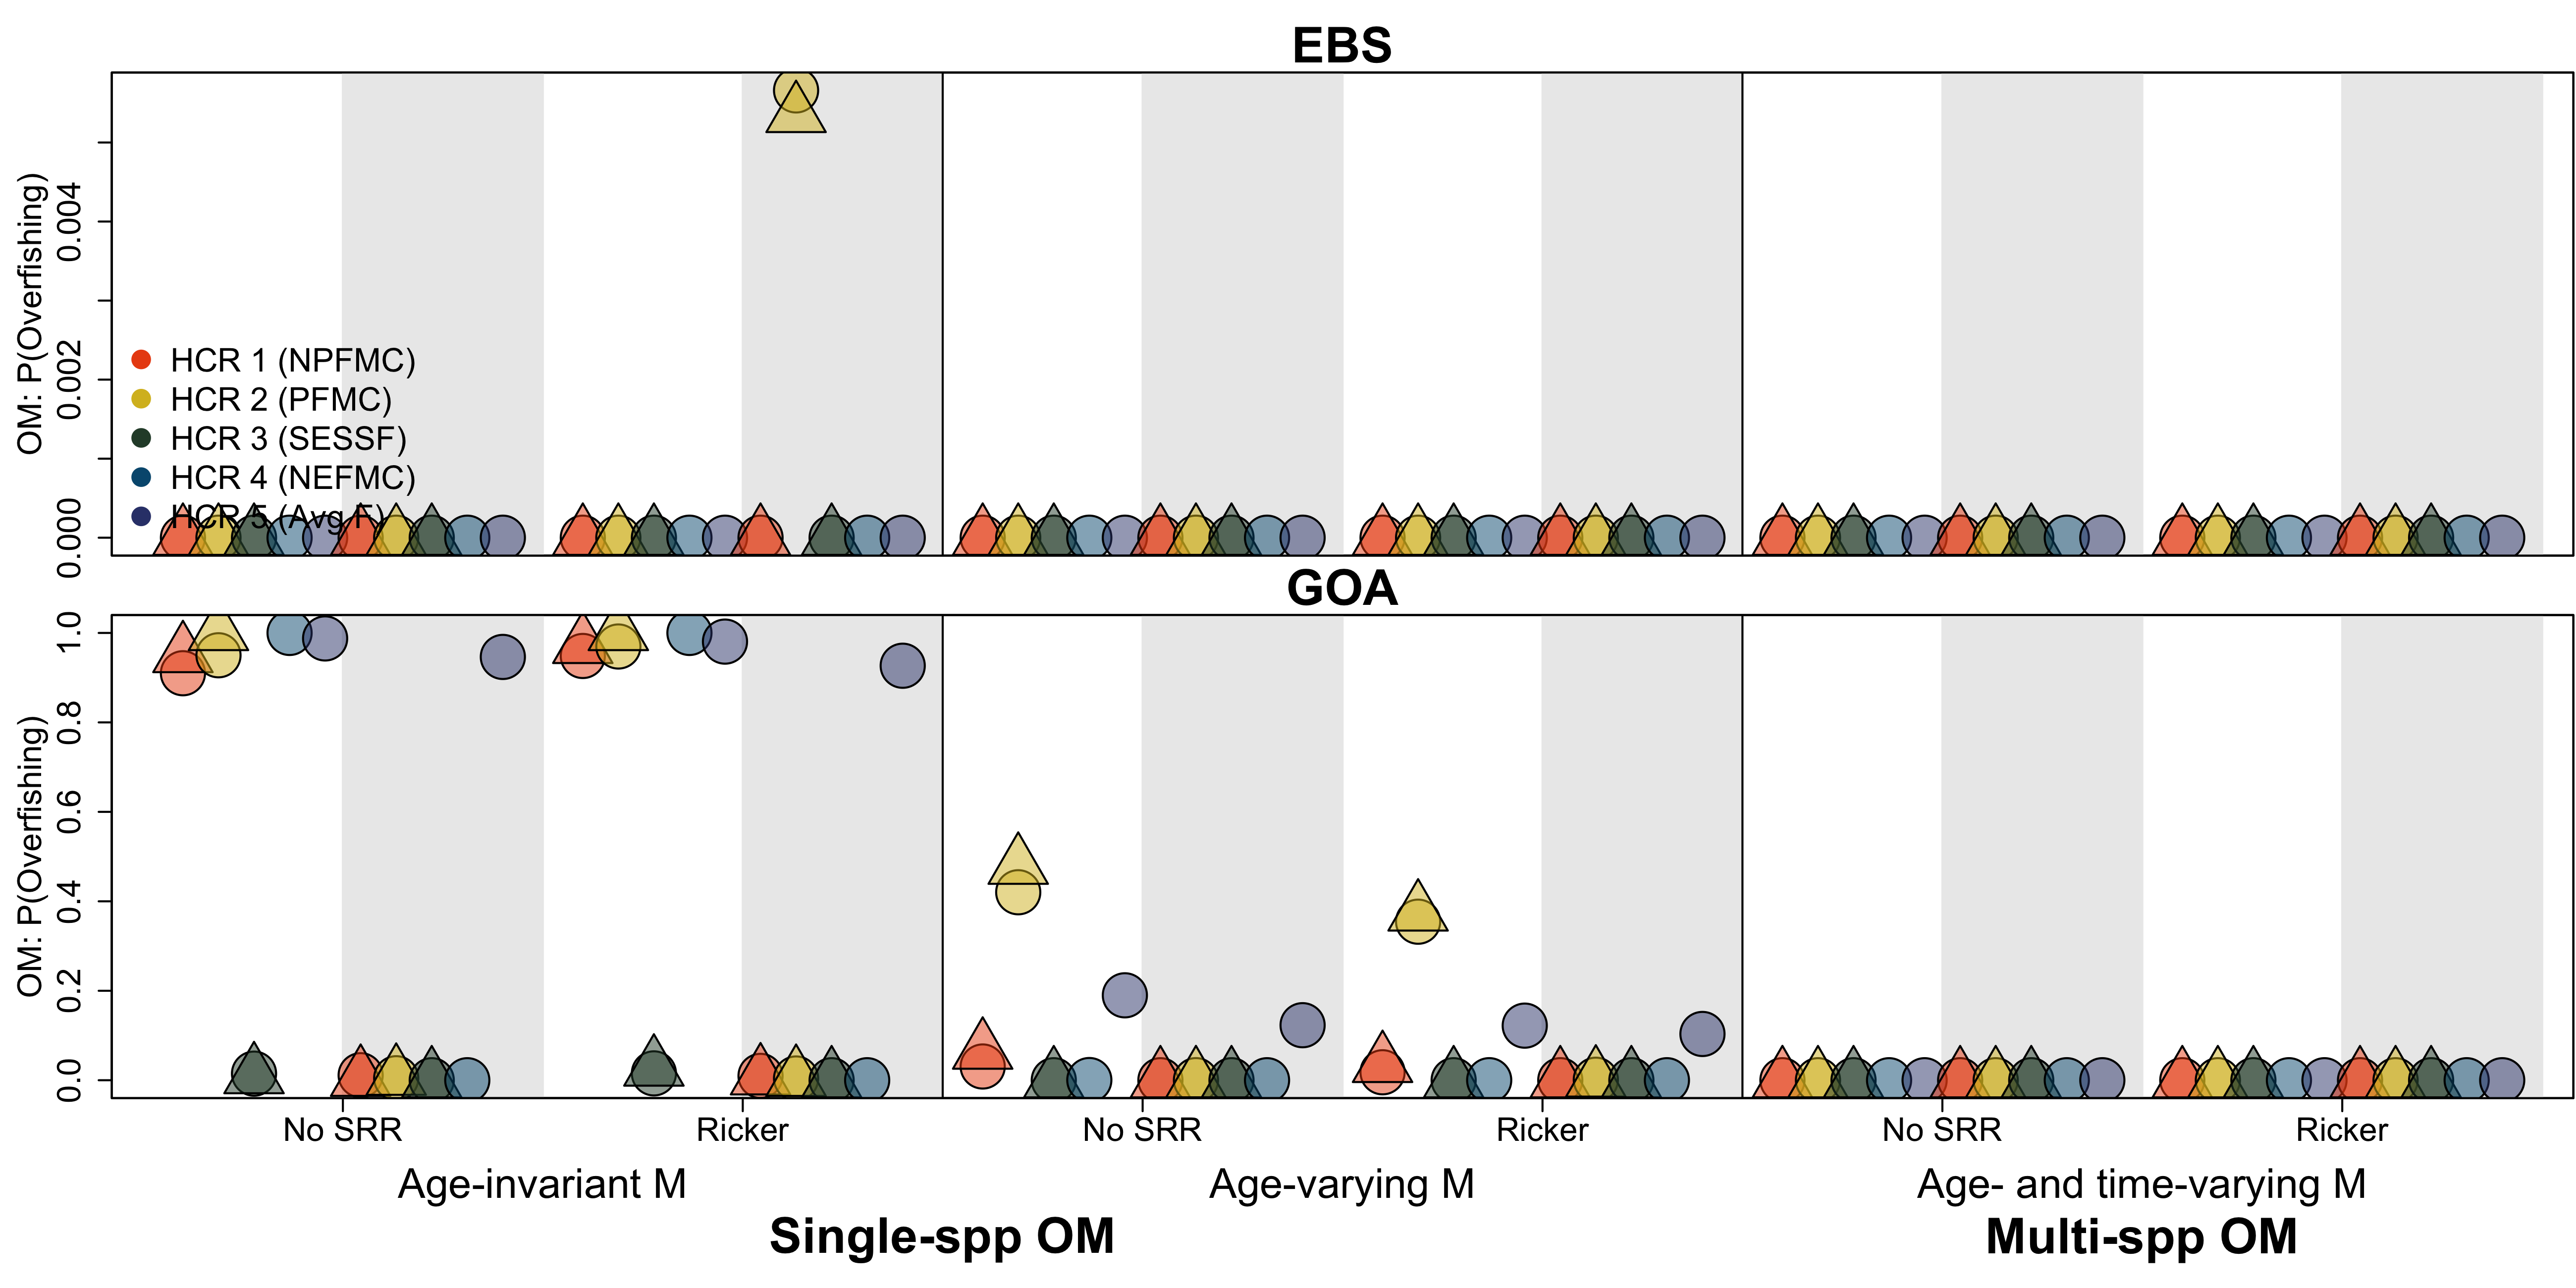 EBS
OM: P(Overfishing)
0.004
0.002
0.000
HCR 1 (NPFMC)
HCR 2 (PFMC)
HCR 3 (SESSF)
HCR 4 (NEFMC)
HCR 5 (Avg F)
GOA
OM: P(Overfishing)
1.0
0.8
0.6
0.4
0.2
0.0
No SRR Ricker No SRR Ricker No SRR Ricker
Age-invariant M Age-varying M Age- and time-varying M
Single-spp OM Multi-spp OM